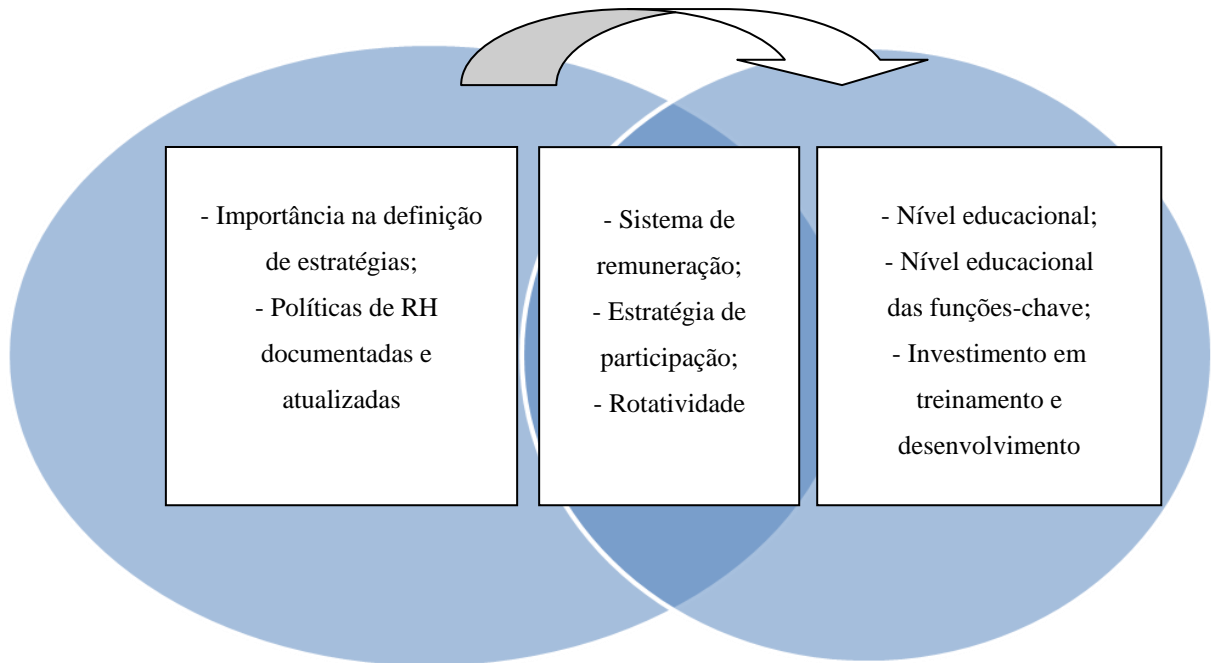 - Importância na definição
de estratégias;
- Políticas de RH
documentadas e
atualizadas
- Sistema de
remuneração;
- Estratégia de
participação;
- Rotatividade
- Nível educacional;
- Nível educacional
das funções-chave;
- Investimento em
treinamento e
desenvolvimento